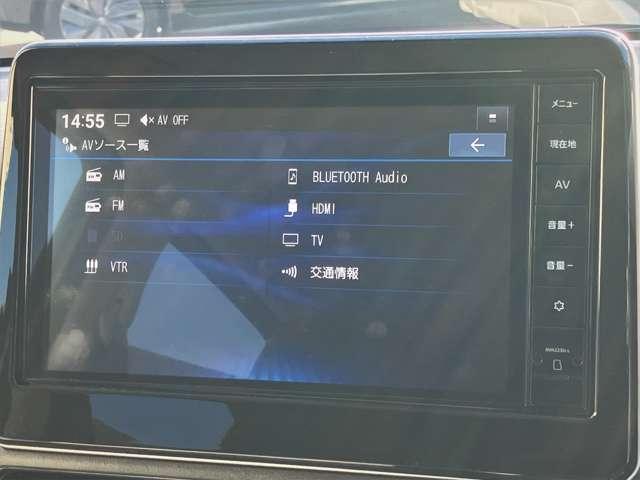 14:55 AV OFF
AVソース一覧
AM
FM
SD
VTR
BLUETOOTH Audio
HDMI
TV
交通情報
メニュー
現在地
AV
音量+
音量-